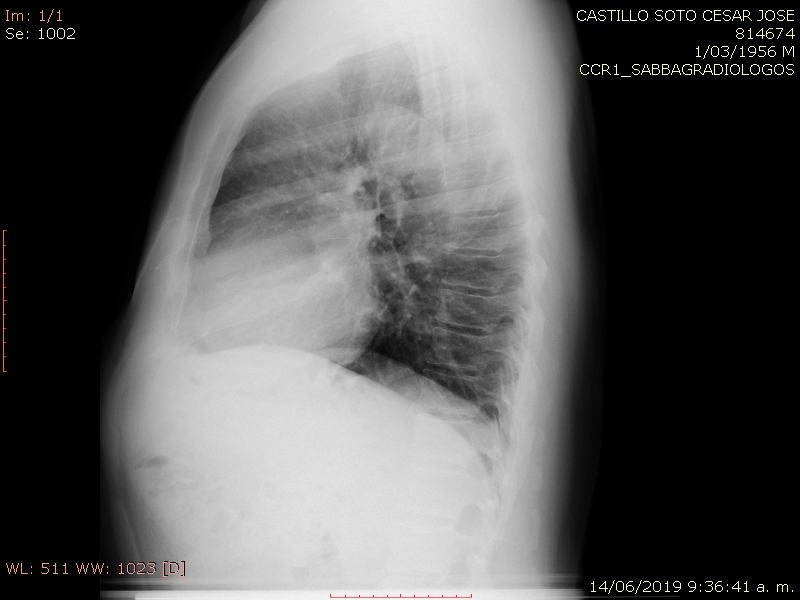 Im: 1/1
Se: 1002
CASTILLO SOTO CESAR JOSE
814674
1/03/1956 M
CCR1_SABBAGRADIOLOGOS
WL: 511 WW: 1023 [D]
14/06/2019 9:36:41 a. m.